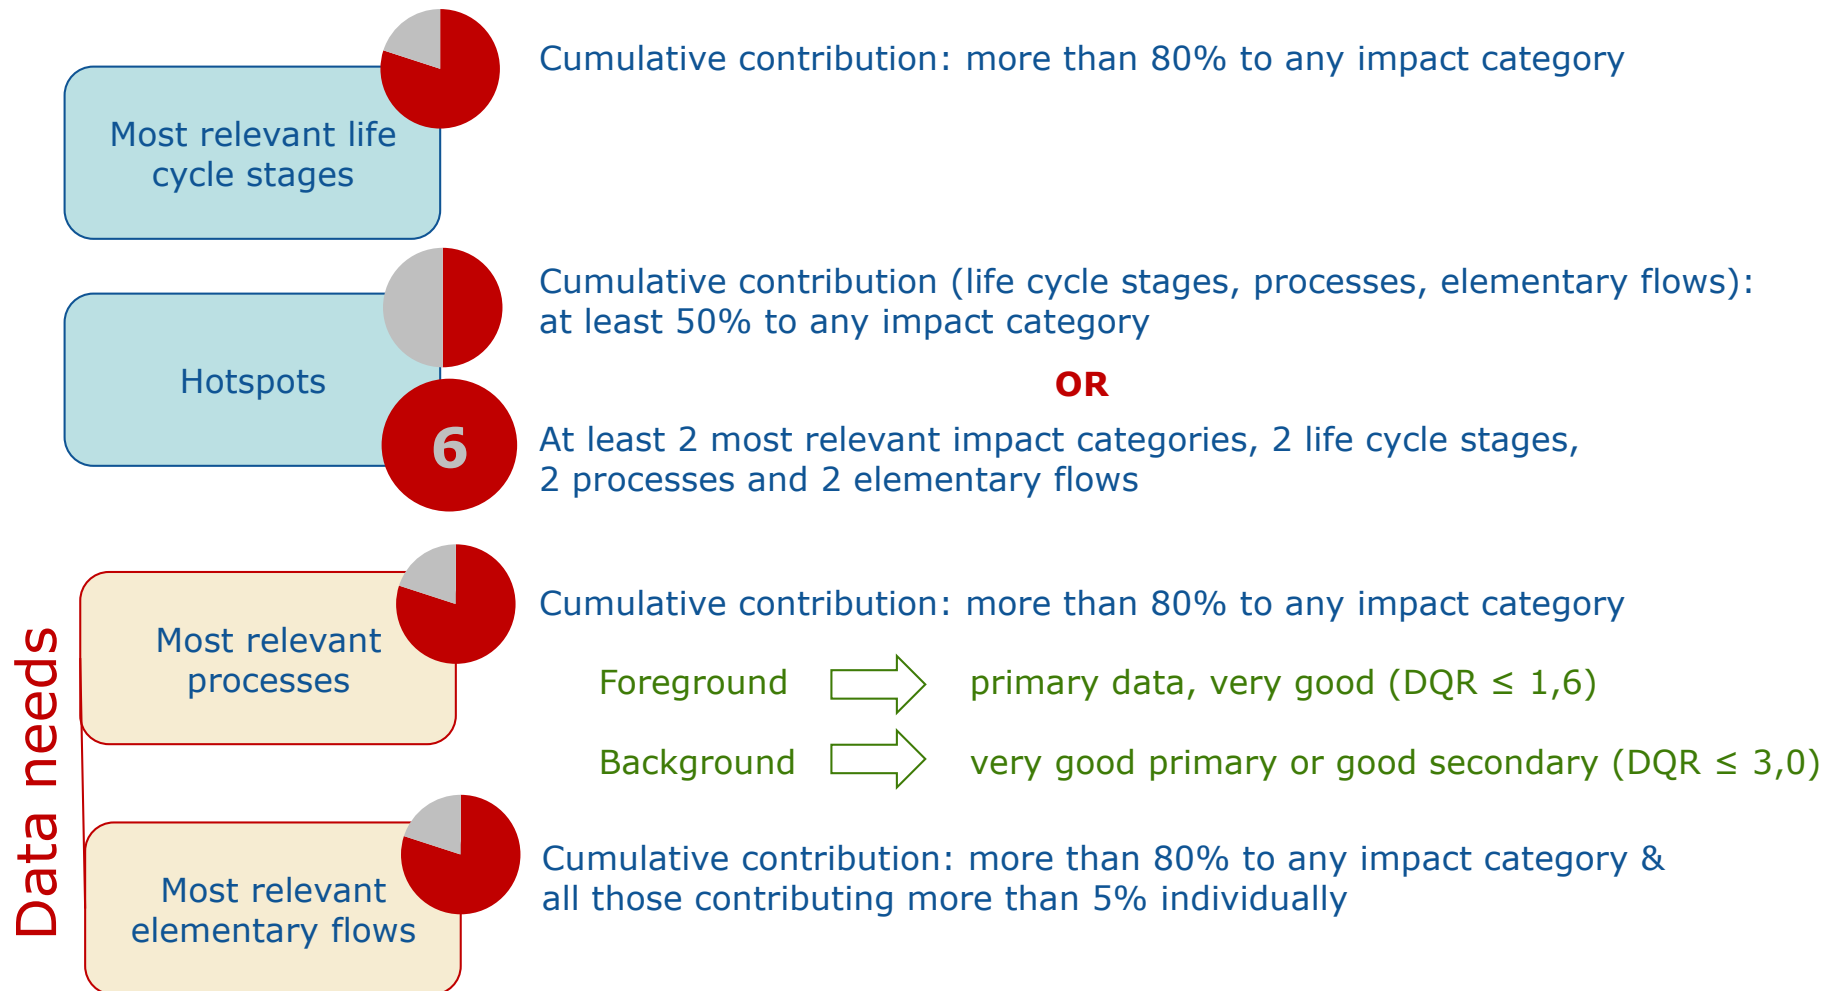 Cumulative contribution: more than 80% to any impact category
Most relevant life
cycle stages
Cumulative contribution (life cycle stages, processes, elementary flows):
at least 50% to any impact category
Hotspots
OR
6
At least 2 most relevant impact categories, 2 life cycle stages,
2 processes and 2 elementary flows
Data needs
Most relevant
processes
Cumulative contribution: more than 80% to any impact category
Foreground
primary data, very good (DQR ≤ 1,6)
Background
very good primary or good secondary (DQR ≤ 3,0)
Most relevant
elementary flows
Cumulative contribution: more than 80% to any impact category &
all those contributing more than 5% individually